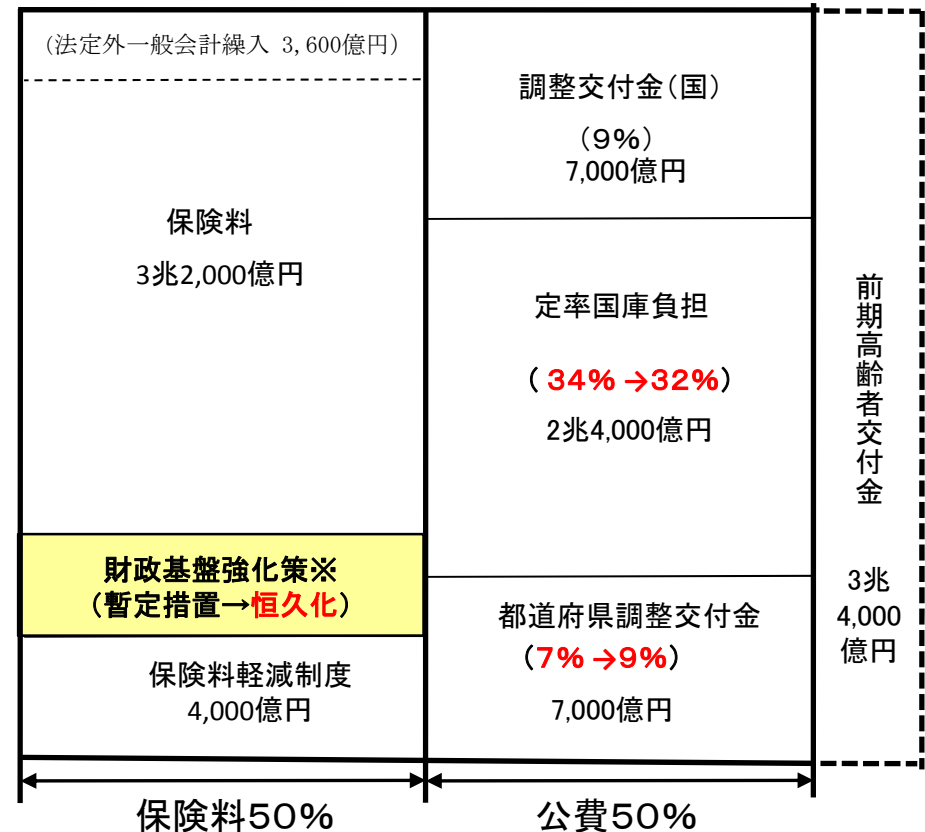 （法定外一般会計繰入 3,600億円）
保険料
3兆2,000億円
財政基盤強化策※
（暫定措置→恒久化）
保険料軽減制度
4,000億円
調整交付金（国）
（９％）
7,000億円
定率国庫負担
（ 34％ →32％）
2兆4,000億円
都道府県調整交付金
（7％ →９％）
7,000億円
前期高齢者交付金
3兆
4,000
億円
保険料50％
公費50％